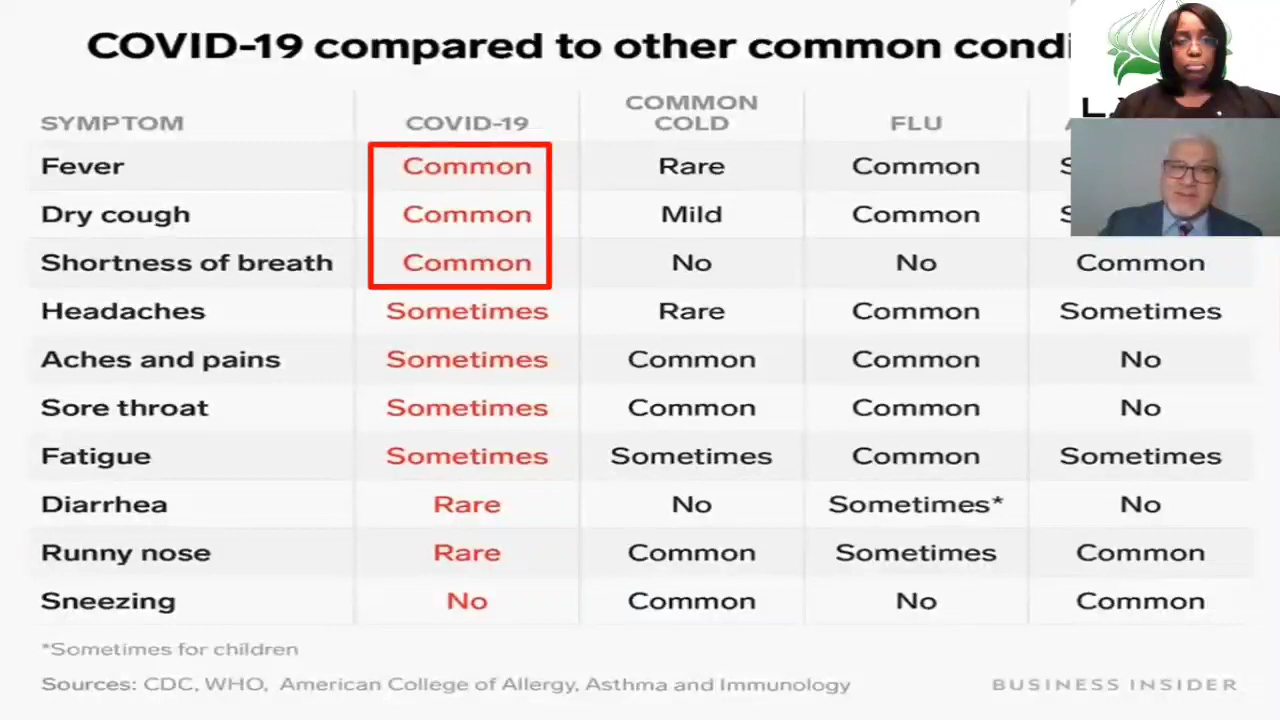 COVID-19 compared to other common
SYMPTOM COVID-19 COMMON COLD FLU
Fever Common Rare Common
Dry cough Common Mild Common
Shortness of breath Common No No Common
Headaches Sometimes Rare Common Sometimes
Aches and pains Sometimes Common Common No
Sore throat Sometimes Common Common No
Fatigue Sometimes Sometimes Common Sometimes
Diarrhea Rare No Sometimes* No
Runny nose Rare Common Sometimes Common
Sneezing No Common No Common
*Sometimes for children
Sources: CDC, WHO, American College of Allergy, Asthma and Immunology
BUSINESS INSIDER